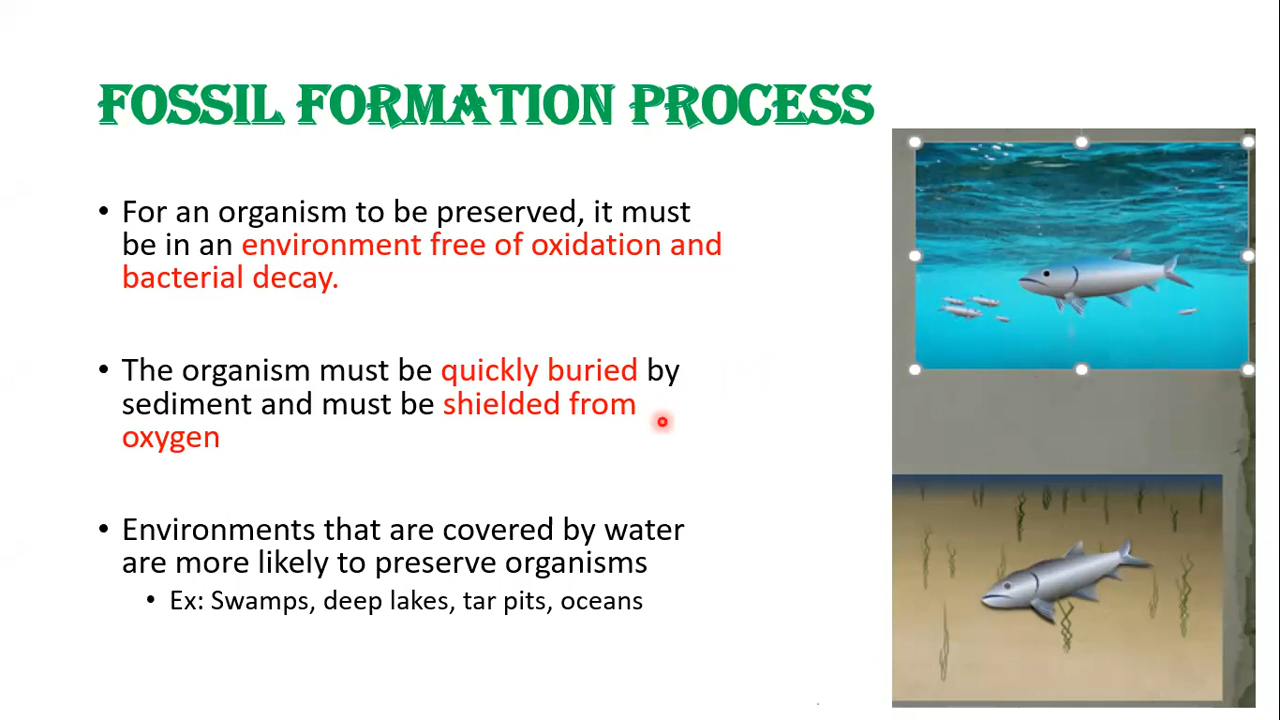 FOSSIL FORMATION PROCESS
• For an organism to be preserved, it must
be in an environment free of oxidation and
bacterial decay.
• The organism must be quickly buried by
sediment and must be shielded from
oxygen
• Environments that are covered by water
are more likely to preserve organisms
• Ex: Swamps, deep lakes, tar pits, oceans